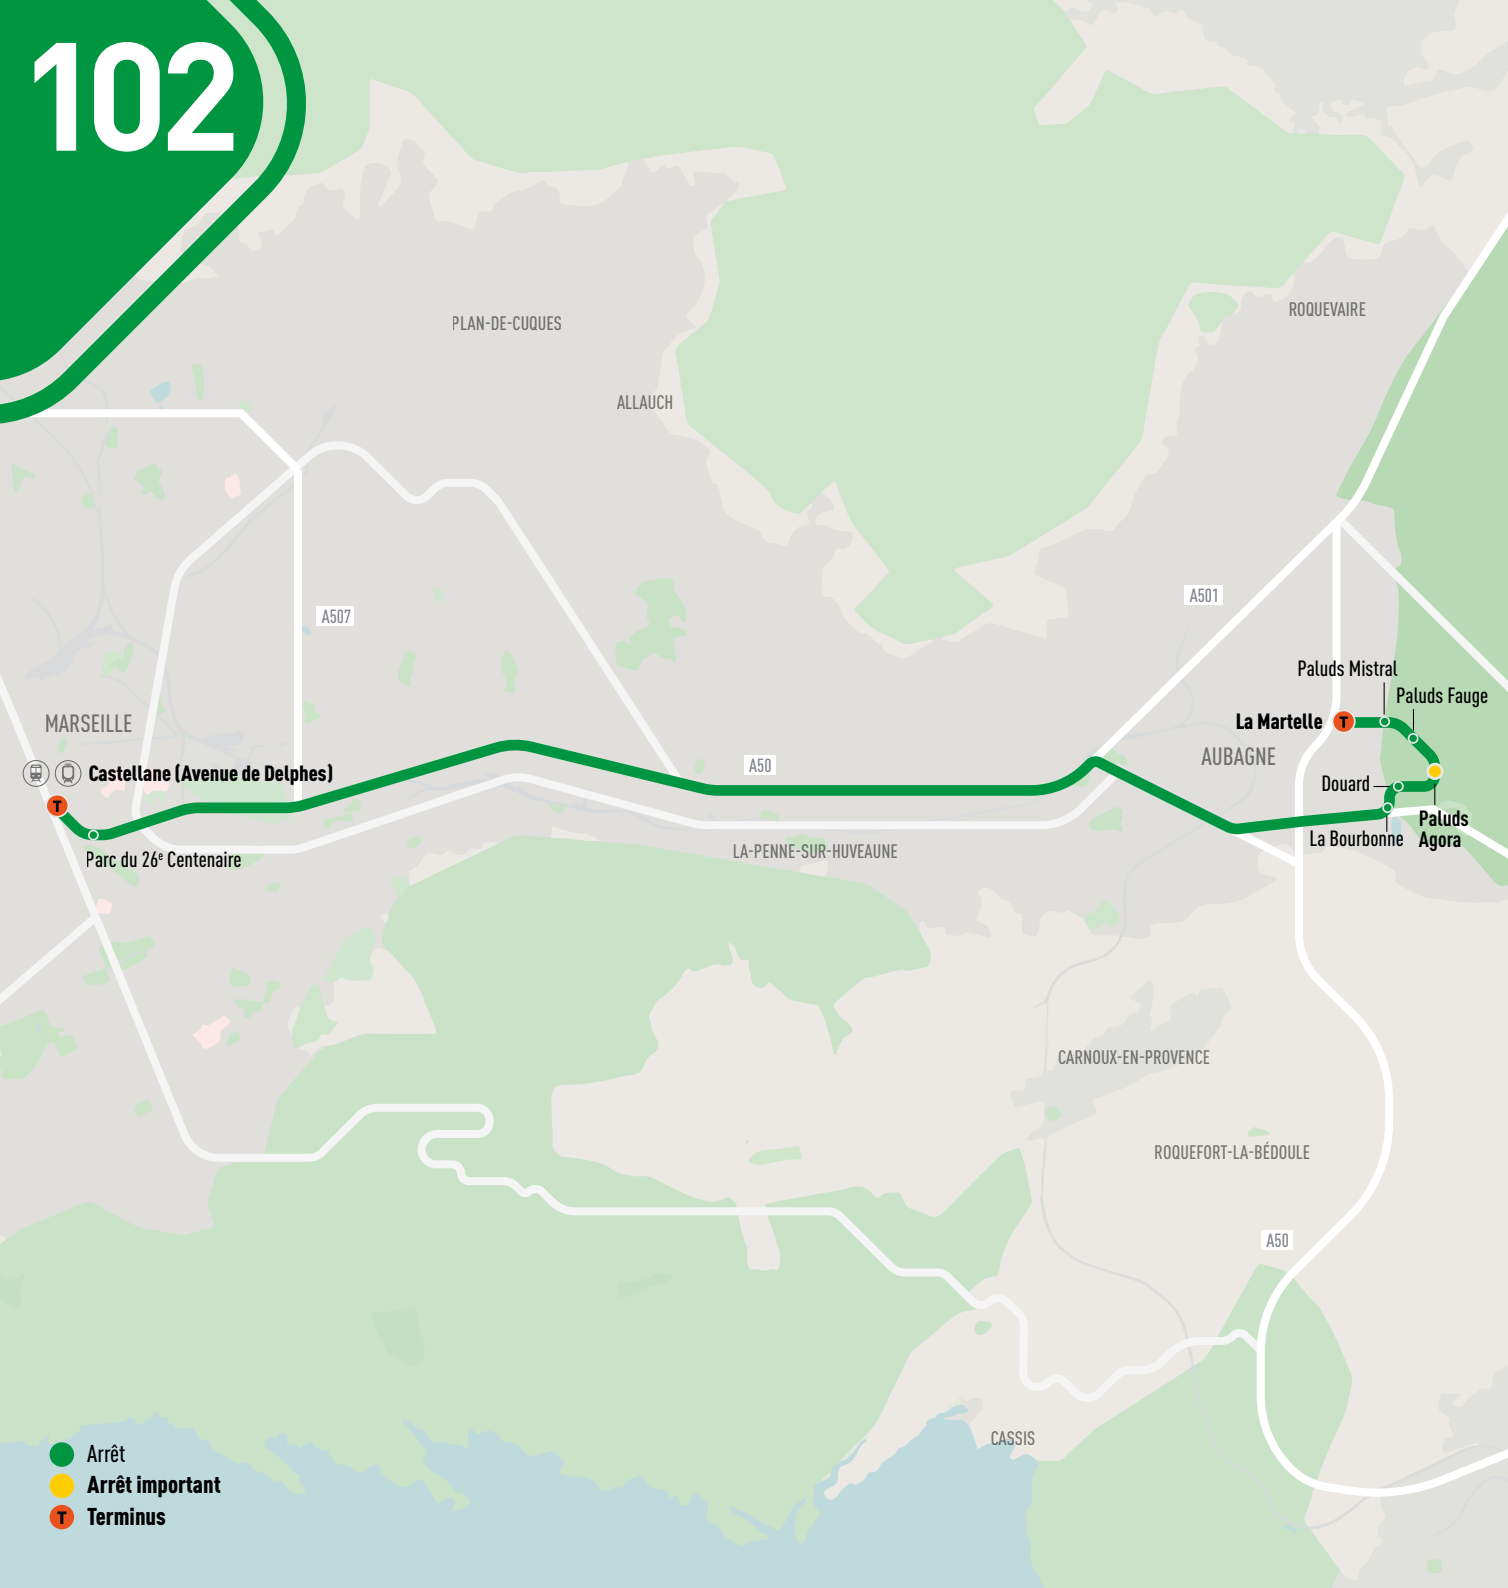 102
PLAN-DE-CUQUES
ROQUEVAIRE
ALLAUCH
A507
A501
Paluds Mistral
Paluds Fauge
La Martelle
T
MARSEILLE
AUBAGNE
A50
Castellane (Avenue de Delphes)
T
Douard
Paluds
Agora
La Bourbonne
Parc du 26e Centenaire
LA-PENNE-SUR-HUVEAUNE
CARNOUX-EN-PROVENCE
ROQUEFORT-LA-BÉDOULE
A50
CASSIS
Arrêt
Arrêt important
T Terminus